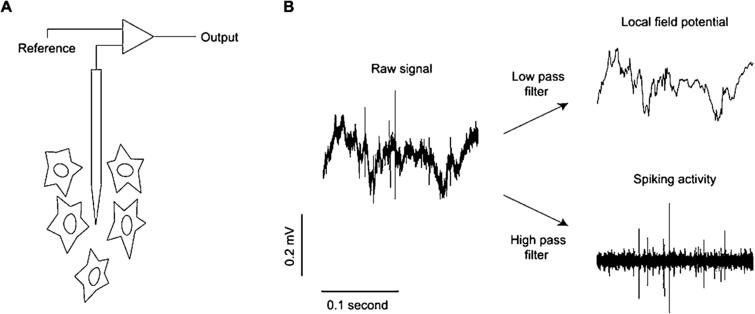 A
Reference
Output
B
Raw signal
Low pass
filter
Local field potential
High pass
filter
Spiking activity
0.2 mV
0.1 second